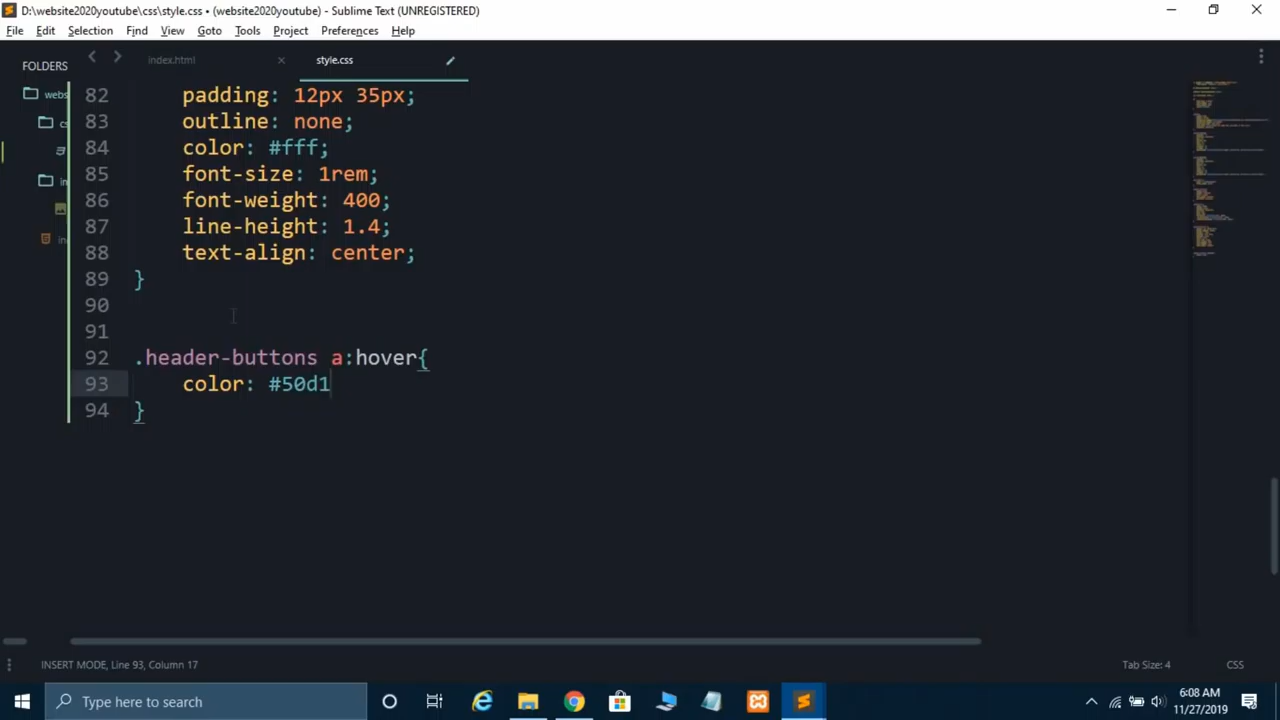 D:\website2020youtube\css\style.css • (website2020youtube) - Sublime Text (UNREGISTERED)
File Edit Selection Find View Goto Tools Project Preferences Help
FOLDERS
index.html
style.css
webs
cs
in
in
82 padding: 12px 35px;
83 outline: none;
84 color: #fff;
85 font-size: 1rem;
86 font-weight: 400;
87 line-height: 1.4;
88 text-align: center;
89 }
90
91
92 .header-buttons a:hover{
93 color: #50d1
94 }
INSERT MODE, Line 93, Column 17
Tab Size: 4
CSS
Type here to search
6:08 AM
11/27/2019